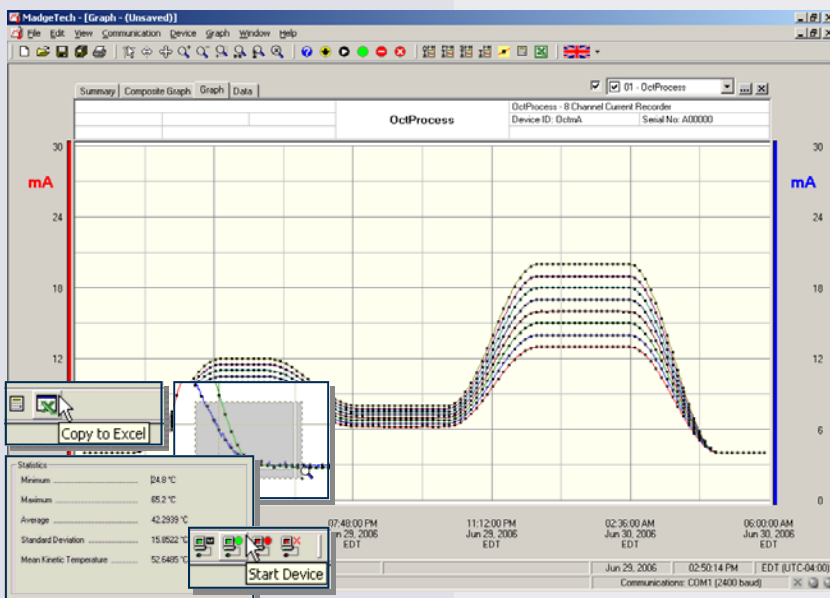 MadgeTech - [Graph - (Unsaved)]
File Edit View Communication Device Graph Window Help
Summary Composite Graph Graph Data
01 - OctProcess
OctProcess
OctProcess - 8 Channel Current Recorder
Device ID: OctmA Serial No: A00000
30 30
mA mA
24 24
18 18
12 12
6
0
Copy to Excel
Statistics
Minimum 24.8 °C
Maximum 65.2 °C
Average 42.2939 °C
Standard Deviation 15.8522 °C
Mean Kinetic Temperature 52.6485 °C
Start Device
07:48:00 PM 11:12:00 PM 02:36:00 AM 06:00:00 AM
n 29, 2006 Jun 29, 2006 Jun 30, 2006 Jun 30, 2006
EDT EDT EDT EDT
Jun 29, 2006 02:50:14 PM EDT (UTC-04:00)
Communications: COM1 (2400 baud)